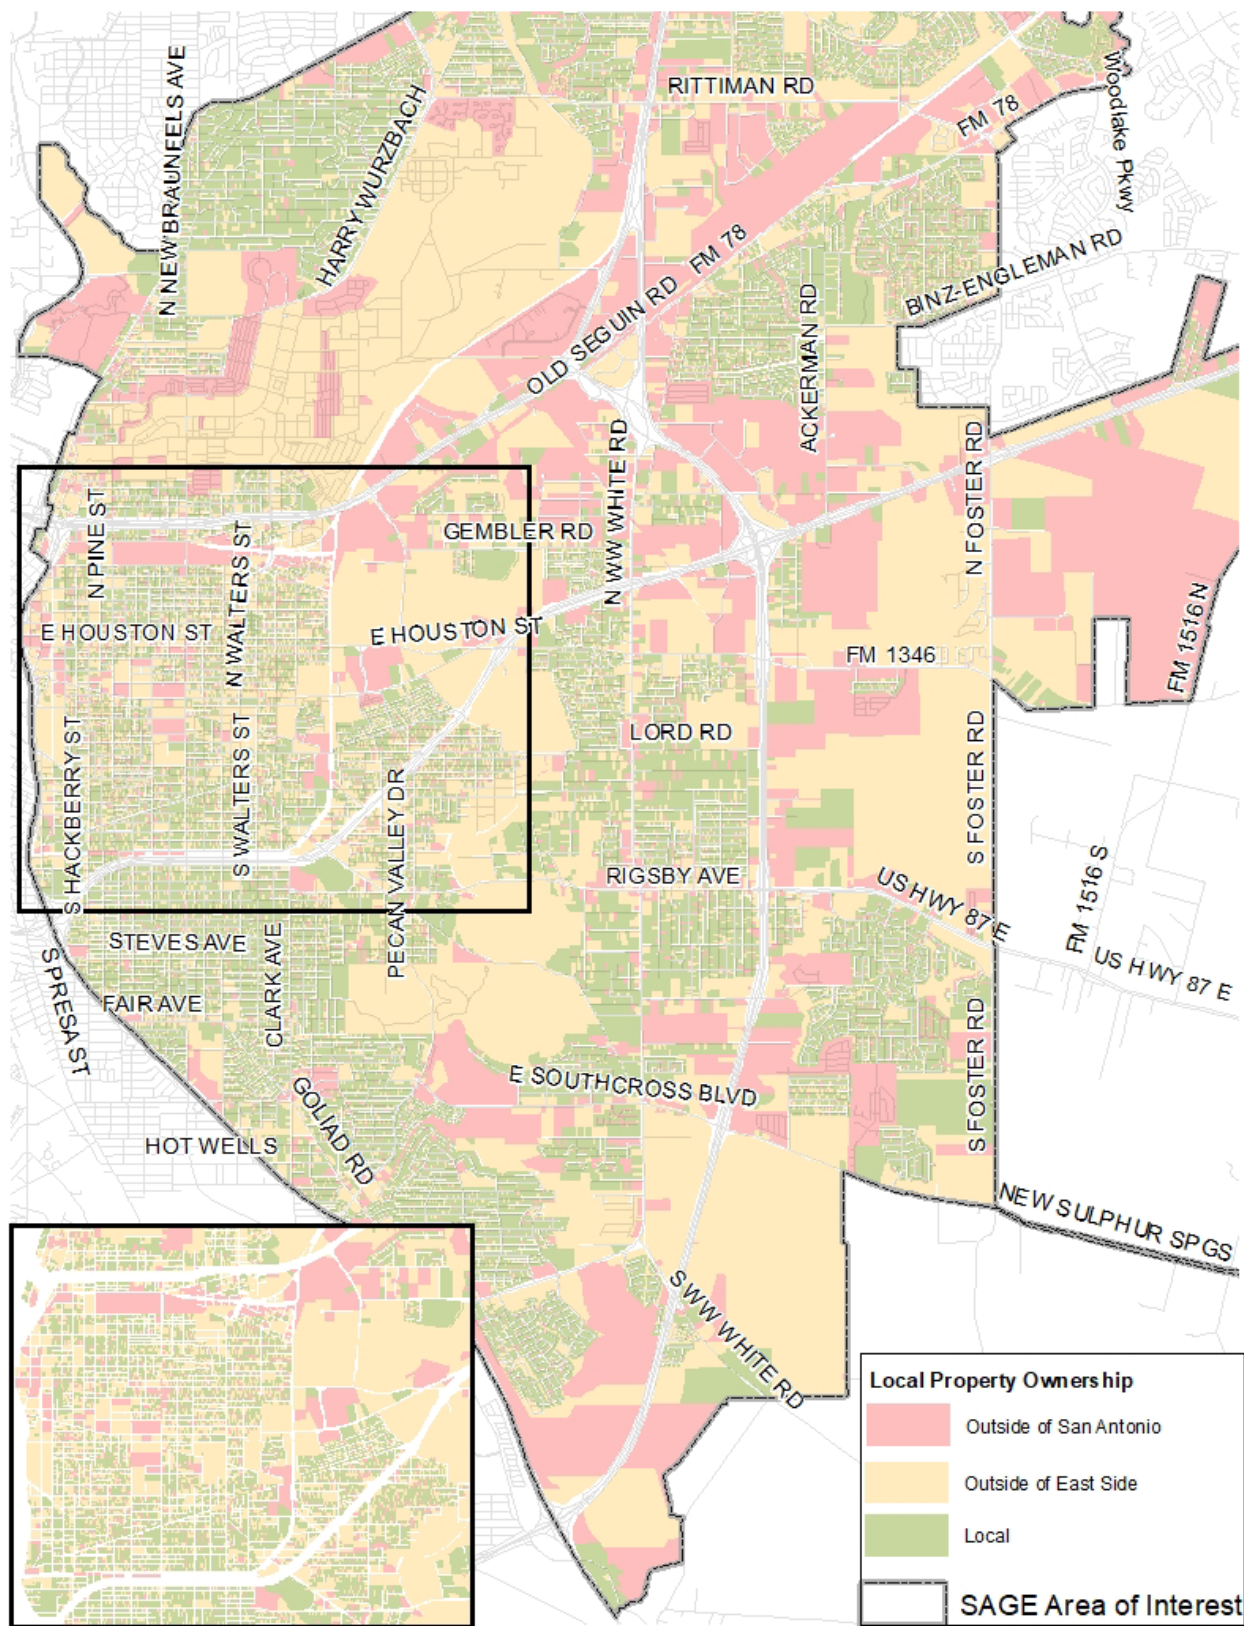 RITTIMAN RD
FM 78
Woodlake Pkwy
N NEW BRAUNFELS AVE
HARRY WURZBACH
FM 78
BINZ-ENGLEMAN RD
OLD SEGUIN RD
ACKERMAN RD
N FOSTER RD
N WW WHITE RD
N PINE ST
N WALTERS ST
GEMBLER RD
E HOUSTON ST
E HOUSTON ST
FM 1346
FM 1516 N
LORD RD
S HACKBERRY ST
S WALTERS ST
PECAN VALLEY DR
S FOSTER RD
RIGSBY AVE
US HWY 87 E
FM 1516 S
US HWY 87 E
STEVES AVE
CLARK AVE
FAIR AVE
S PRESA ST
S FOSTER RD
E SOUTHCROSS BLVD
GOLIAD RD
HOT WELLS
NEW SULPHUR SPGS
S WW WHITE RD
Local Property Ownership
Outside of San Antonio
Outside of East Side
Local
SAGE Area of Interest